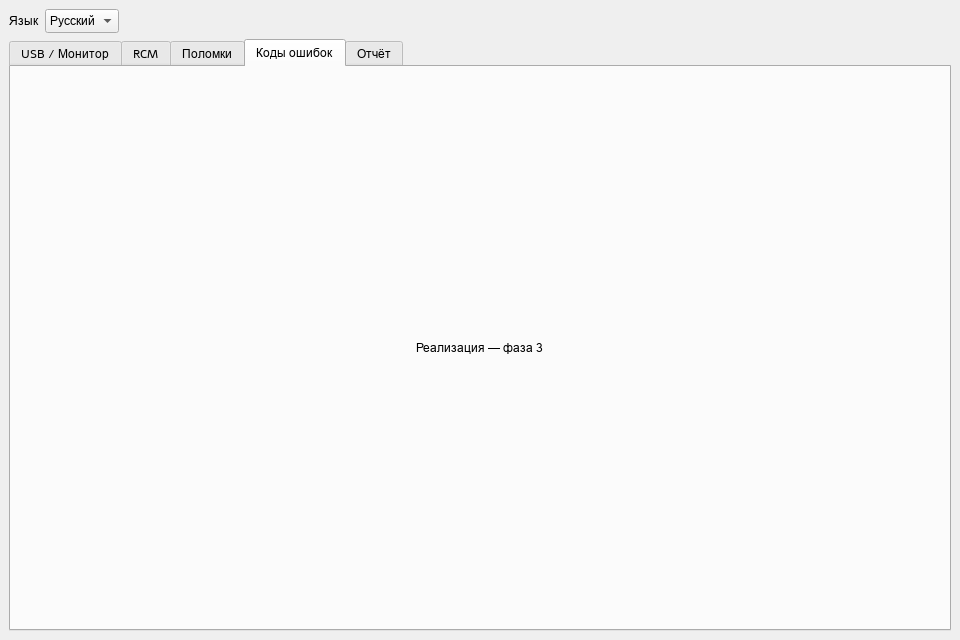 Язык Русский
USB / Монитор RCM Поломки Коды ошибок Отчёт
Реализация — фаза 3